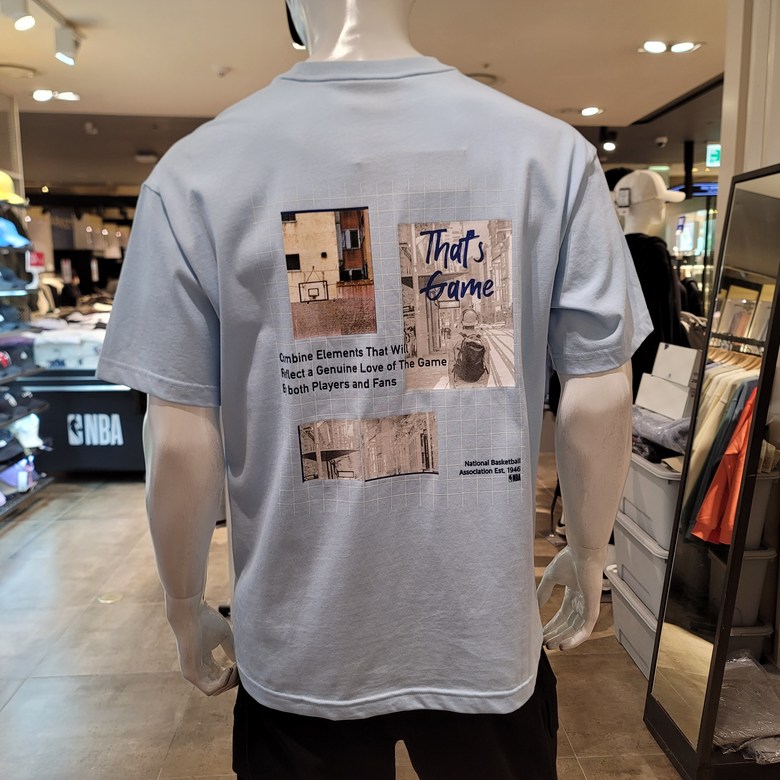 That's
Game
Combine Elements That Will
Reflect a Genuine Love of The Game
& both Players and Fans
National Basketball
Association Est. 1946
NBA
NBA